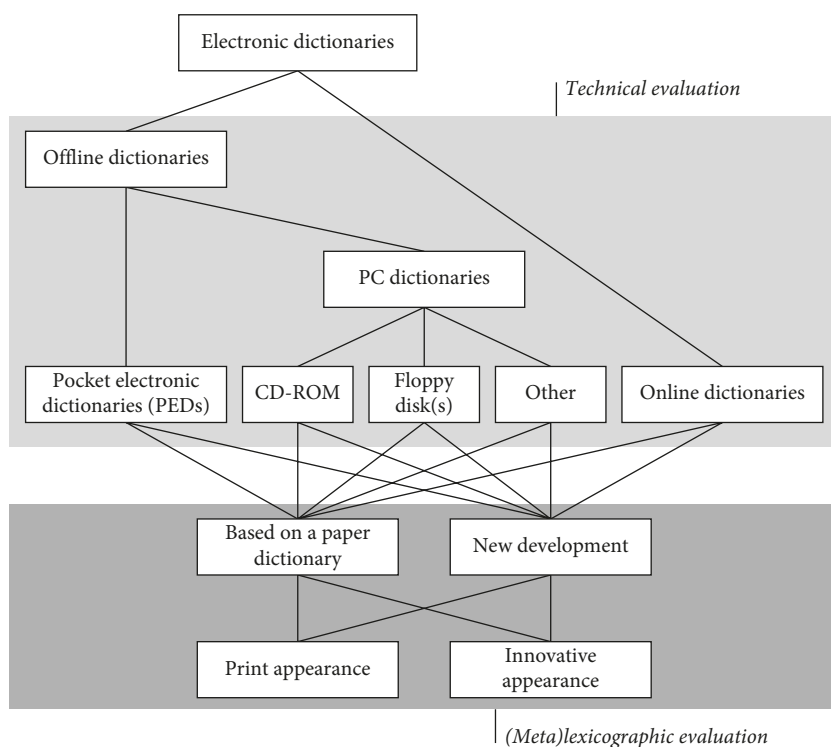 Electronic dictionaries
Technical evaluation
Offline dictionaries
PC dictionaries
Pocket electronic
dictionaries (PEDs)
CD-ROM
Floppy
disk(s)
Other
Online dictionaries
Based on a paper
dictionary
New development
Print appearance
Innovative
appearance
(Meta)lexicographic evaluation